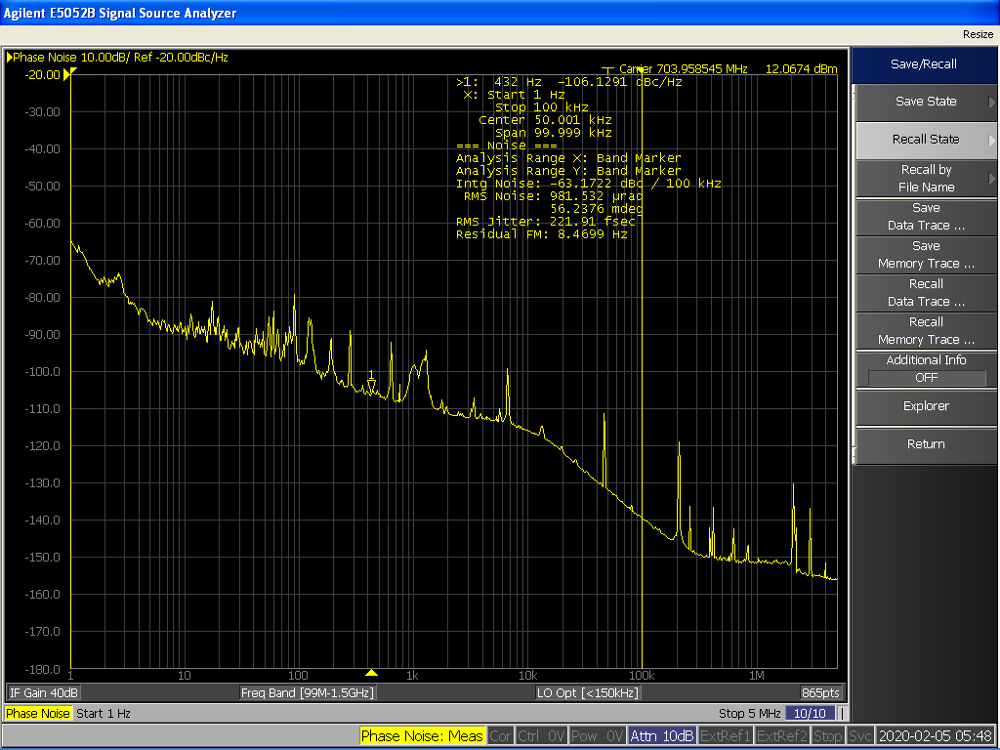 Agilent E5052B Signal Source Analyzer
Resize
Phase Noise 10.00dB/ Ref -20.00dBc/Hz
Carrier 703.958545 MHz 12.0674 dBm
>1: 432 Hz -106.1291 dBc/Hz
X: Start 1 Hz
Stop 100 kHz
Center 50.001 kHz
Span 99.999 kHz
=== Noise ===
Analysis Range X: Band Marker
Analysis Range Y: Band Marker
Intg Noise: -63.1722 dBc / 100 kHz
RMS Noise: 981.532 µrad
56.2376 mdeg
RMS Jitter: 221.91 fsec
Residual FM: 8.4699 Hz
-20.00
-30.00
-40.00
-50.00
-60.00
-70.00
-80.00
-90.00
-100.0
-110.0
-120.0
-130.0
-140.0
-150.0
-160.0
-170.0
-180.0
1
1 10 100 1k 10k 100k 1M
IF Gain 40dB Freq Band [99M-1.5GHz] LO Opt [<150kHz] 865pts
Phase Noise Start 1 Hz Stop 5 MHz 10/10
Phase Noise: Meas Cor Ctrl 0V Pow 0V Attn 10dB ExtRef1 ExtRef2 Stop Svc 2020-02-05 05:48
Save/Recall
Save State
Recall State
Recall by
File Name
Save
Data Trace ...
Save
Memory Trace ...
Recall
Data Trace ...
Recall
Memory Trace ...
Additional Info
OFF
Explorer
Return